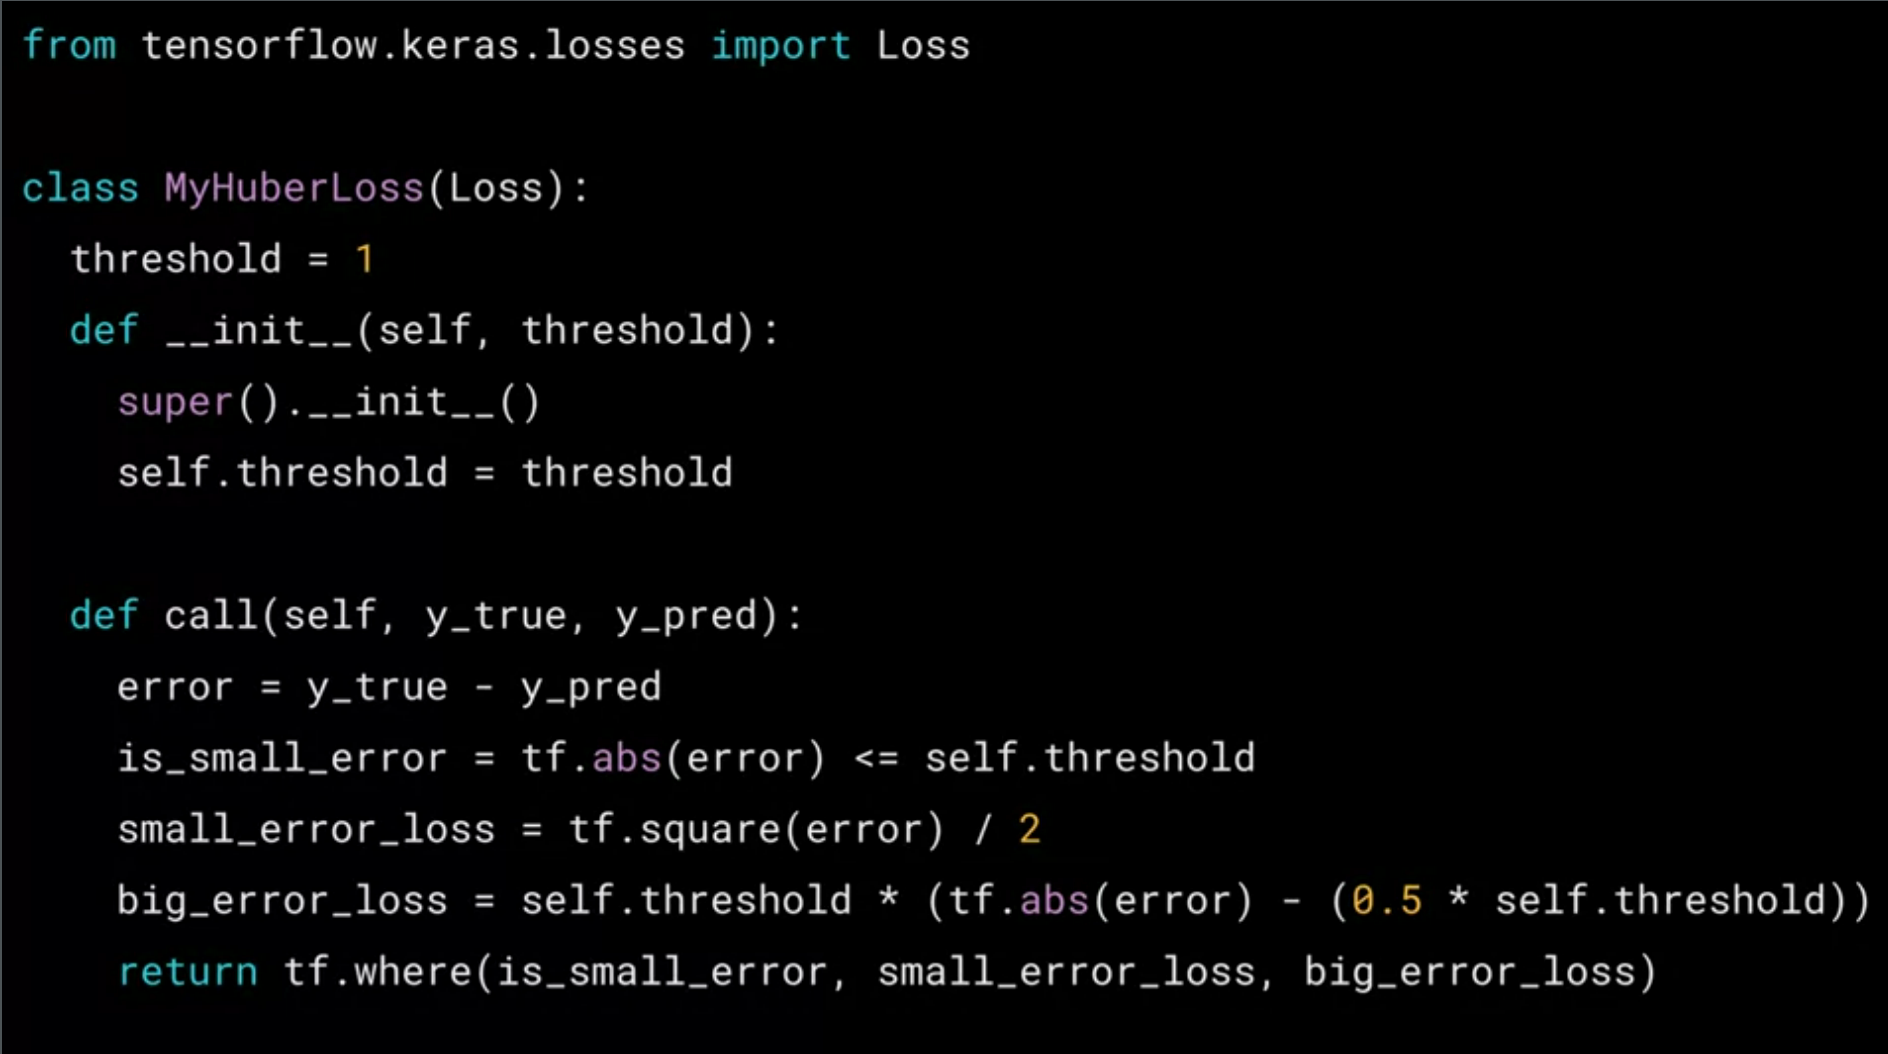 from tensorflow.keras.losses import Loss
class MyHuberLoss(Loss):
  threshold = 1
  def __init__(self, threshold):
    super().__init__()
    self.threshold = threshold
  def call(self, y_true, y_pred):
    error = y_true - y_pred
    is_small_error = tf.abs(error) <= self.threshold
    small_error_loss = tf.square(error) / 2
    big_error_loss = self.threshold * (tf.abs(error) - (0.5 * self.threshold))
    return tf.where(is_small_error, small_error_loss, big_error_loss)